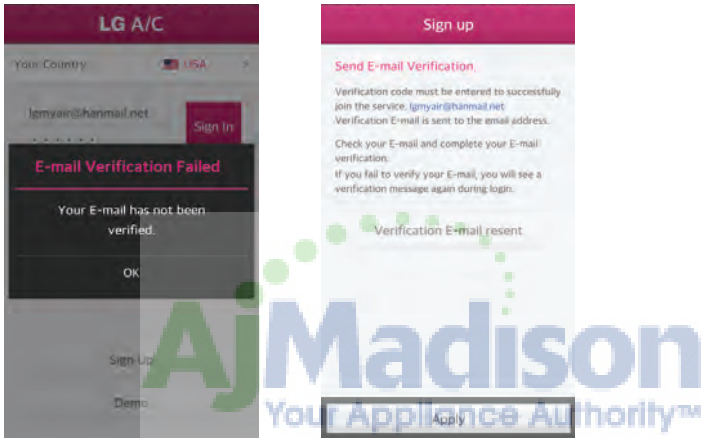 LG A/C
Your Country USA >
lgmyair@hanmail.net
Sign In
E-mail Verification Failed
Your E-mail has not been
verified.
OK
Sign Up
Demo
Sign up
Send E-mail Verification
Verification code must be entered to successfully
join the service. lgmyair@hanmail.net
Verification E-mail is sent to the email address.
Check your E-mail and complete your E-mail
verification.
If you fail to verify your E-mail, you will see a
verification message again during login.
Verification E-mail resent
Apply
AjMadison
Your Appliance Authority™